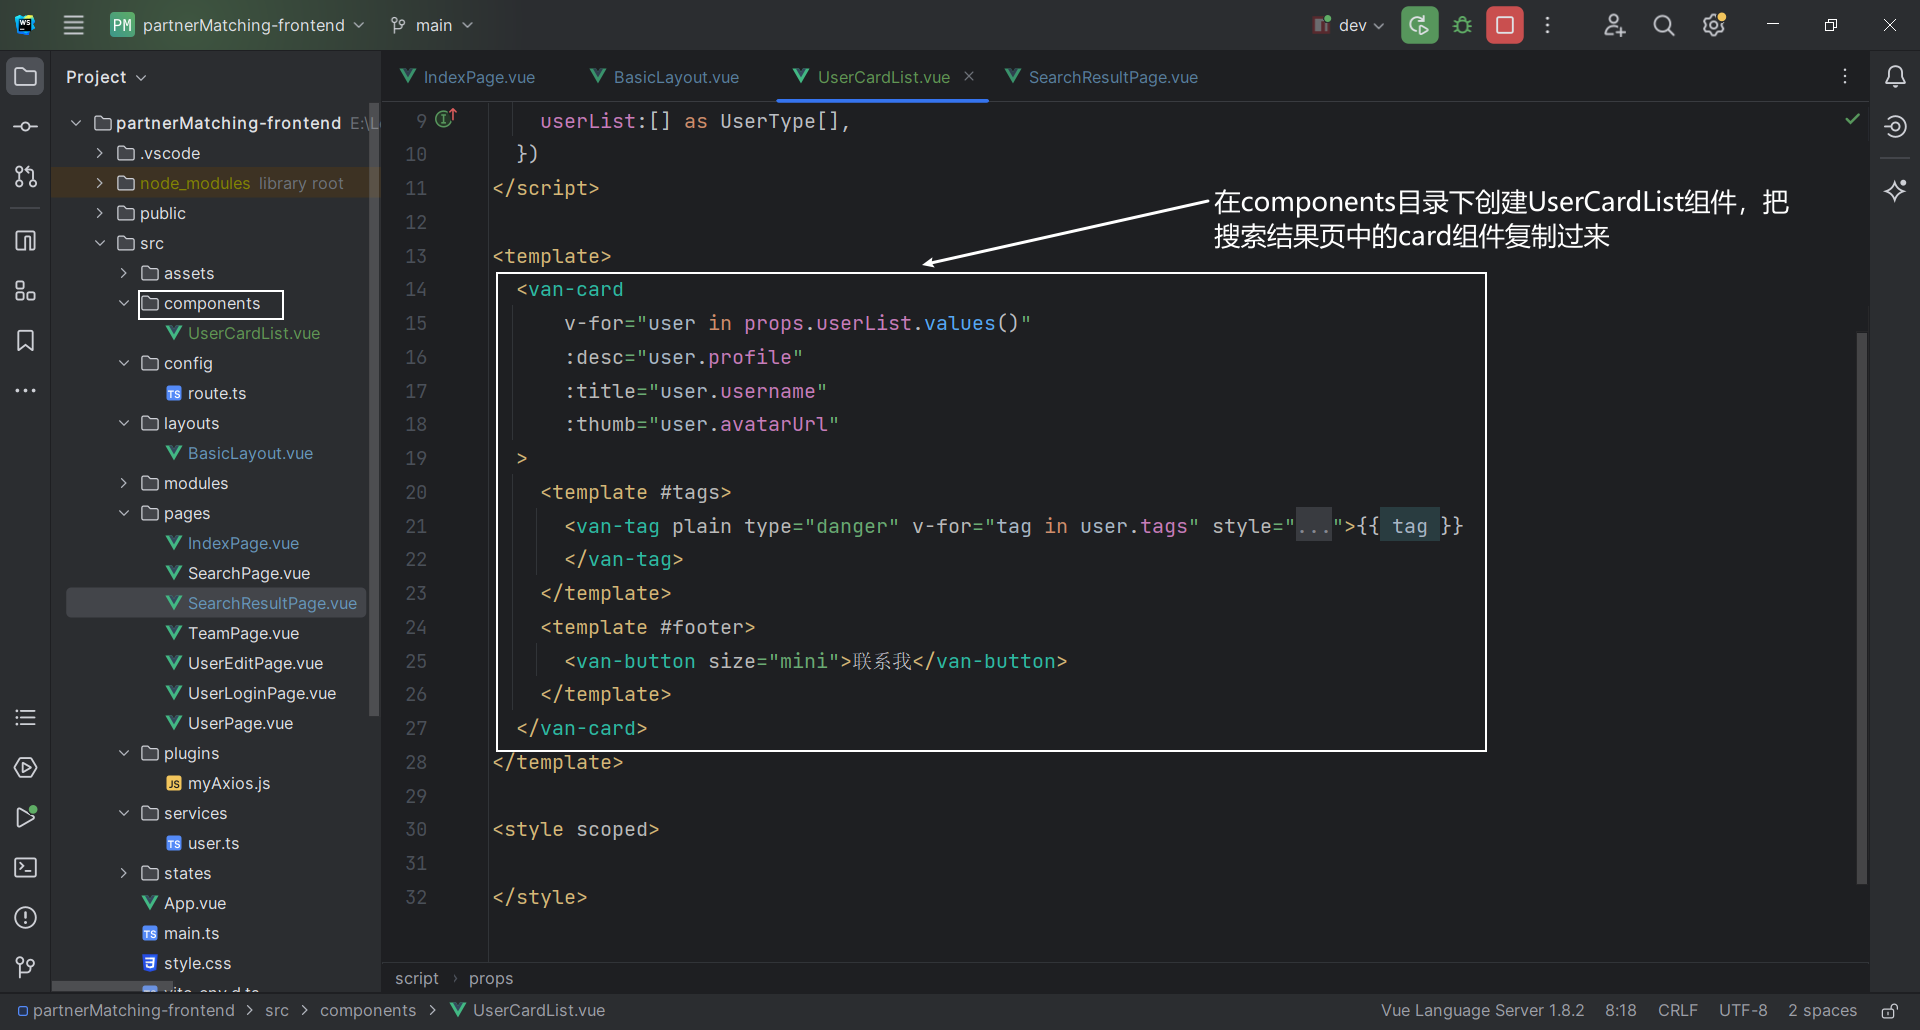 WS
PM partnerMatching-frontend
main
dev
Project
IndexPage.vue
BasicLayout.vue
UserCardList.vue
SearchResultPage.vue
partnerMatching-frontend E:\L
.vscode
node_modules library root
public
src
assets
components
UserCardList.vue
config
TS route.ts
layouts
BasicLayout.vue
modules
pages
IndexPage.vue
SearchPage.vue
SearchResultPage.vue
TeamPage.vue
UserEditPage.vue
UserLoginPage.vue
UserPage.vue
plugins
JS myAxios.js
services
TS user.ts
states
App.vue
TS main.ts
style.css
9 userList:[] as UserType[],
10 })
11 </script>
12
13 <template>
14 <van-card
15 v-for="user in props.userList.values()"
16 :desc="user.profile"
17 :title="user.username"
18 :thumb="user.avatarUrl"
19 >
20 <template #tags>
21 <van-tag plain type="danger" v-for="tag in user.tags" style="...">{{ tag }}
22 </van-tag>
23 </template>
24 <template #footer>
25 <van-button size="mini">联系我</van-button>
26 </template>
27 </van-card>
28 </template>
29
30 <style scoped>
31
32 </style>
在components目录下创建UserCardList组件，把
搜索结果页中的card组件复制过来
script › props
partnerMatching-frontend > src > components > UserCardList.vue
Vue Language Server 1.8.2 8:18 CRLF UTF-8 2 spaces